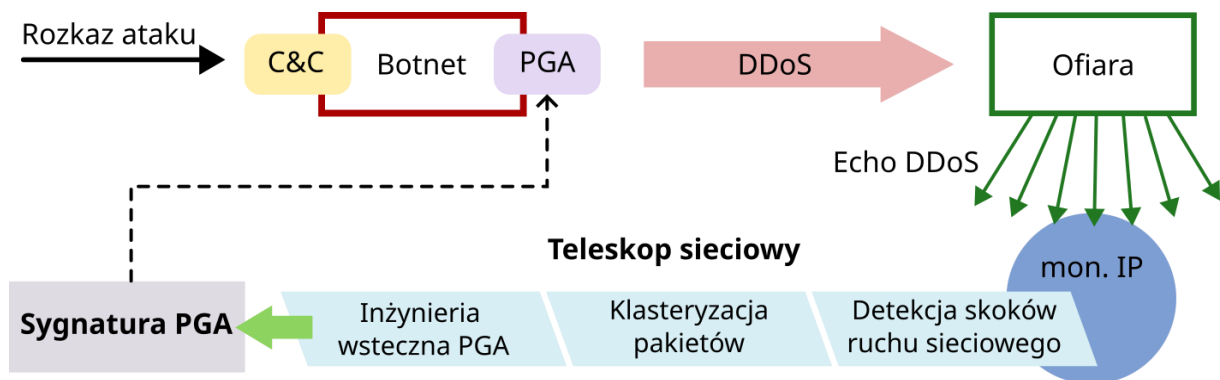 Rozkaz ataku
C&C
Botnet
PGA
DDoS
Ofiara
Echo DDoS
Teleskop sieciowy
mon. IP
Sygnatura PGA
Inżynieria
wsteczna PGA
Klasteryzacja
pakietów
Detekcja skoków
ruchu sieciowego